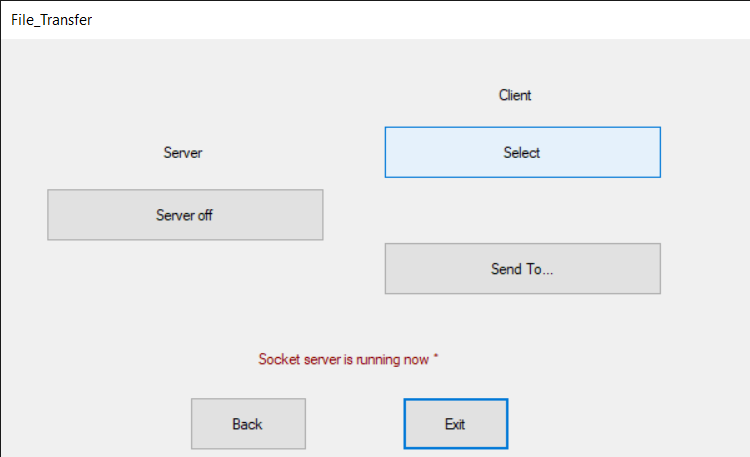 File_Transfer
Client
Server
Select
Server off
Send To...
Socket server is running now *
Back
Exit